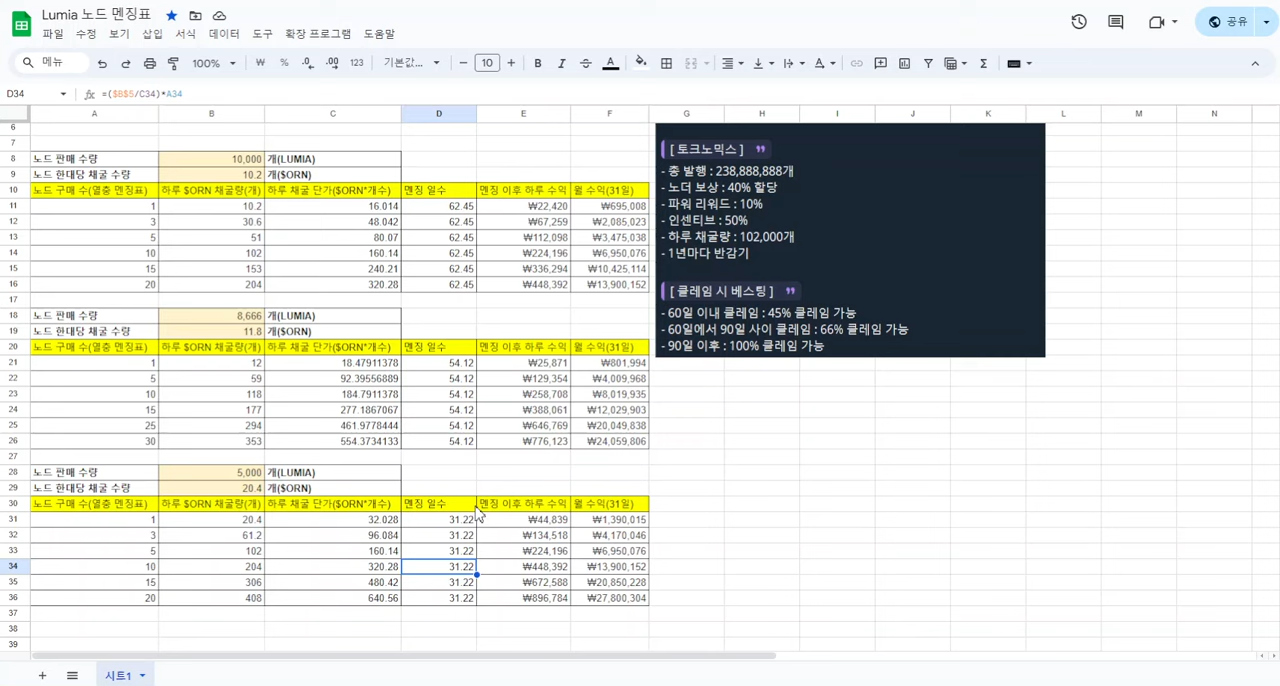 Lumia 노드 멘징표
파일 수정 보기 삽입 서식 데이터 도구 확장 프로그램 도움말
공유
메뉴 100% ₩ % .0 .00 123 기본값... 10 B I S A Σ
D34 fx =($B$5/C34)*A34
A B C D E F G H I J K L M N
6
7
8 노드 판매 수량 10,000 개(LUMIA)
9 노드 한대당 채굴 수량 10.2 개($ORN)
10 노드 구매 수(열충 멘징표) 하루 $ORN 채굴량(개) 하루 채굴 단가($ORN*개수) 멘징 일수 멘징 이후 하루 수익 월 수익(31일)
11 1 10.2 16.014 62.45 ₩22,420 ₩695,008
12 3 30.6 48.042 62.45 ₩67,259 ₩2,085,023
13 5 51 80.07 62.45 ₩112,098 ₩3,475,038
14 10 102 160.14 62.45 ₩224,196 ₩6,950,076
15 15 153 240.21 62.45 ₩336,294 ₩10,425,114
16 20 204 320.28 62.45 ₩448,392 ₩13,900,152
17
18 노드 판매 수량 8,666 개(LUMIA)
19 노드 한대당 채굴 수량 11.8 개($ORN)
20 노드 구매 수(열충 멘징표) 하루 $ORN 채굴량(개) 하루 채굴 단가($ORN*개수) 멘징 일수 멘징 이후 하루 수익 월 수익(31일)
21 1 12 18.47911378 54.12 ₩25,871 ₩801,994
22 5 59 92.39556889 54.12 ₩129,354 ₩4,009,968
23 10 118 184.7911378 54.12 ₩258,708 ₩8,019,935
24 15 177 277.1867067 54.12 ₩388,061 ₩12,029,903
25 25 294 461.9778444 54.12 ₩646,769 ₩20,049,838
26 30 353 554.3734133 54.12 ₩776,123 ₩24,059,806
27
28 노드 판매 수량 5,000 개(LUMIA)
29 노드 한대당 채굴 수량 20.4 개($ORN)
30 노드 구매 수(열충 멘징표) 하루 $ORN 채굴량(개) 하루 채굴 단가($ORN*개수) 멘징 일수 멘징 이후 하루 수익 월 수익(31일)
31 1 20.4 32.028 31.22 ₩44,839 ₩1,390,015
32 3 61.2 96.084 31.22 ₩134,518 ₩4,170,046
33 5 102 160.14 31.22 ₩224,196 ₩6,950,076
34 10 204 320.28 31.22 ₩448,392 ₩13,900,152
35 15 306 480.42 31.22 ₩672,588 ₩20,850,228
36 20 408 640.56 31.22 ₩896,784 ₩27,800,304
37
38
39
[ 토크노믹스 ]
- 총 발행 : 238,888,888개
- 노더 보상 : 40% 할당
- 파워 리워드 : 10%
- 인센티브 : 50%
- 하루 채굴량 : 102,000개
- 1년마다 반감기
[ 클레임 시 베스팅 ]
- 60일 이내 클레임 : 45% 클레임 가능
- 60일에서 90일 사이 클레임 : 66% 클레임 가능
- 90일 이후 : 100% 클레임 가능
시트1